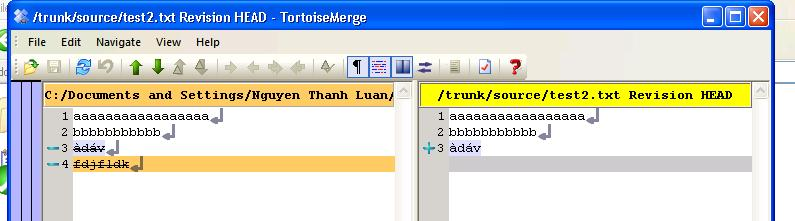 /trunk/source/test2.txt Revision HEAD - TortoiseMerge
File Edit Navigate View Help
C:/Documents and Settings/Nguyen Thanh Luan/
/trunk/source/test2.txt Revision HEAD
1 aaaaaaaaaaaaaaaaa
2 bbbbbbbbbbb
3 àdáv
4 fdjfldk
1 aaaaaaaaaaaaaaaaa
2 bbbbbbbbbbb
3 àdáv